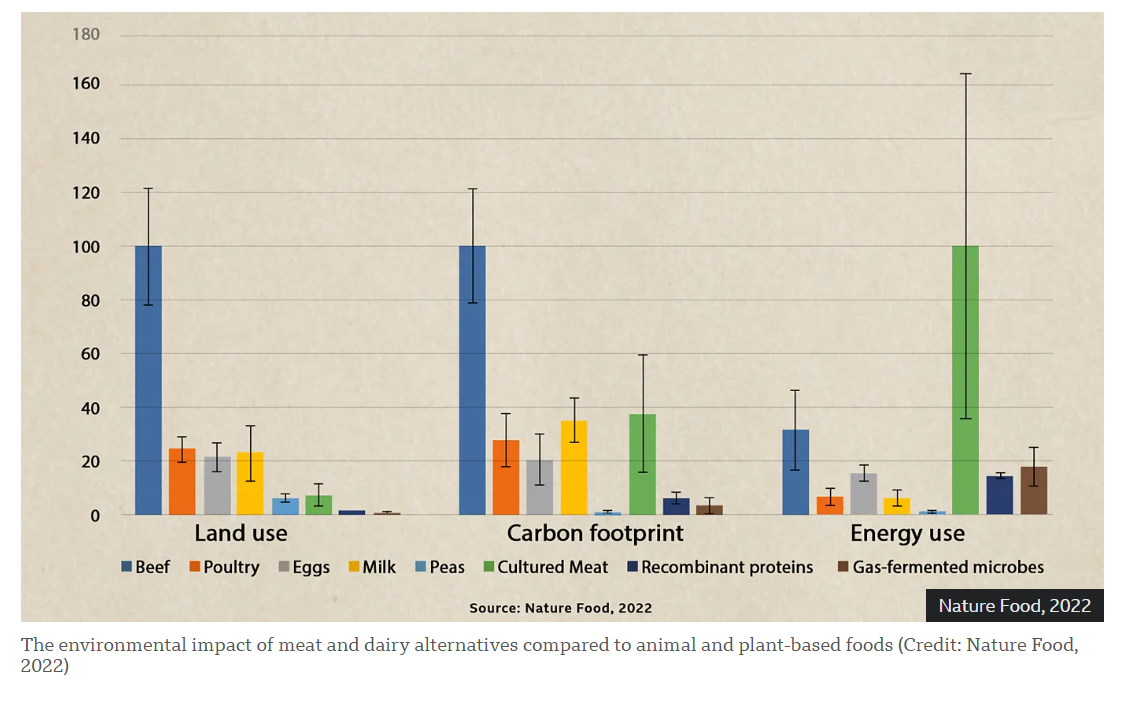 180
160
140
120
100
80
60
40
20
0
Land use Carbon footprint Energy use
Beef Poultry Eggs Milk Peas Cultured Meat Recombinant proteins Gas-fermented microbes
Source: Nature Food, 2022
Nature Food, 2022
The environmental impact of meat and dairy alternatives compared to animal and plant-based foods (Credit: Nature Food,
2022)